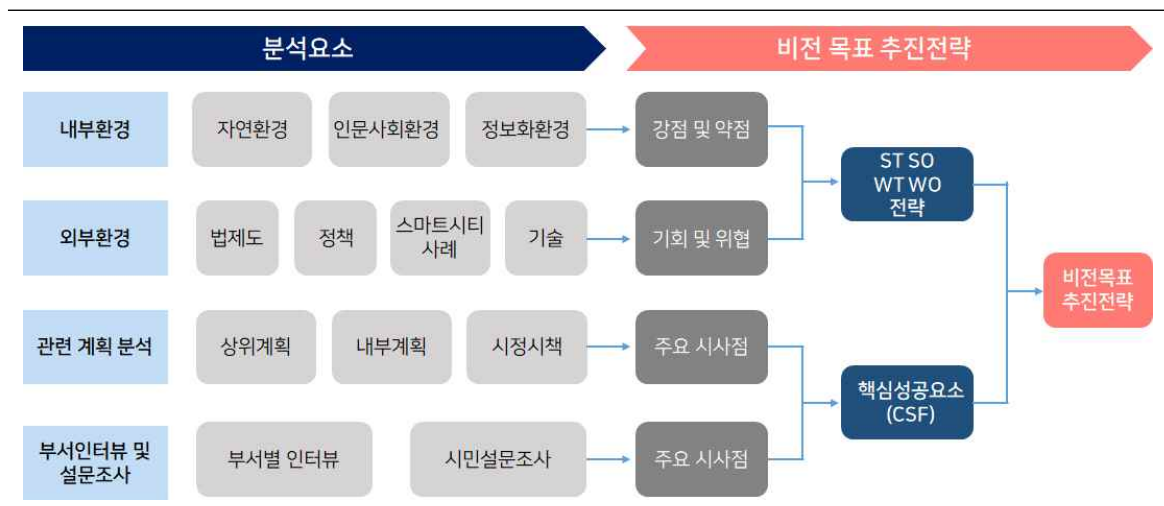 분석요소
비전 목표 추진전략
내부환경
자연환경
인문사회환경
정보화환경
강점 및 약점
ST SO
WT WO
전략
외부환경
법제도
정책
스마트시티
사례
기술
기회 및 위협
비전목표
추진전략
관련 계획 분석
상위계획
내부계획
시정시책
주요 시사점
핵심성공요소
(CSF)
부서인터뷰 및
설문조사
부서별 인터뷰
시민설문조사
주요 시사점